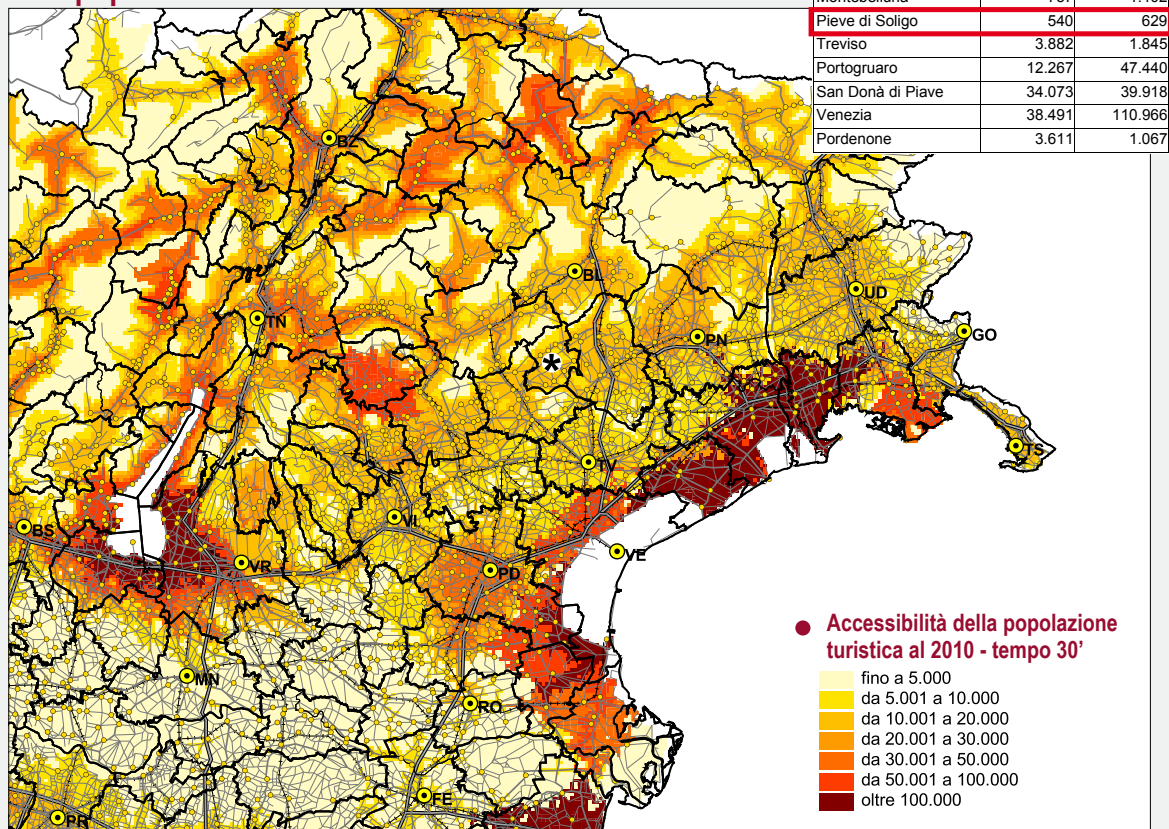 Pieve di Soligo 540 629
Treviso 3.882 1.845
Portogruaro 12.267 47.440
San Donà di Piave 34.073 39.918
Venezia 38.491 110.966
Pordenone 3.611 1.067
BZ
BL
UD
TN
GO
PN
*
TS
TV
VI
BS
VE
VR
PD
MN
RO
FE
PR
Accessibilità della popolazione
turistica al 2010 - tempo 30'
fino a 5.000
da 5.001 a 10.000
da 10.001 a 20.000
da 20.001 a 30.000
da 30.001 a 50.000
da 50.001 a 100.000
oltre 100.000